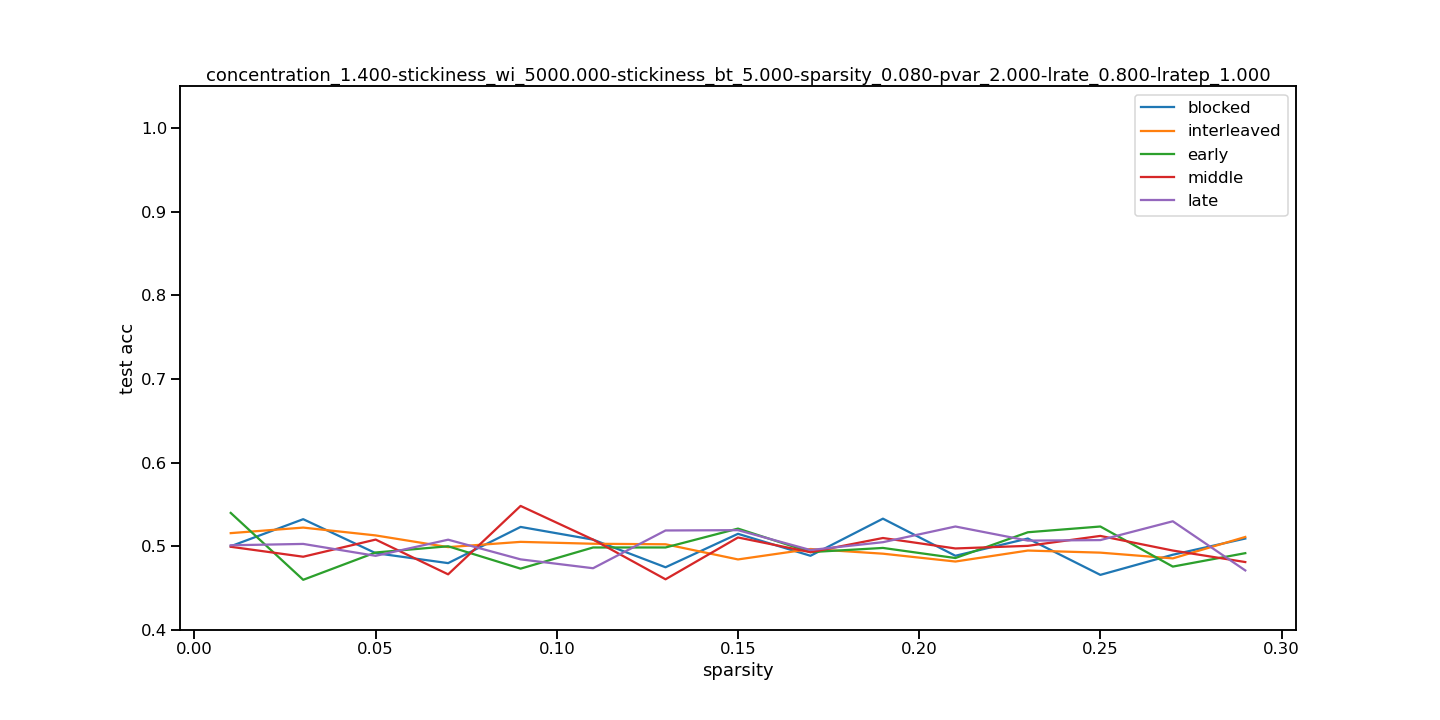 concentration_1.400-stickiness_wi_5000.000-stickiness_bt_5.000-sparsity_0.080-pvar_2.000-lrate_0.800-lratep_1.000
blocked
interleaved
early
middle
late
1.0
0.9
0.8
0.7
0.6
0.5
0.4
test acc
0.00 0.05 0.10 0.15 0.20 0.25 0.30
sparsity